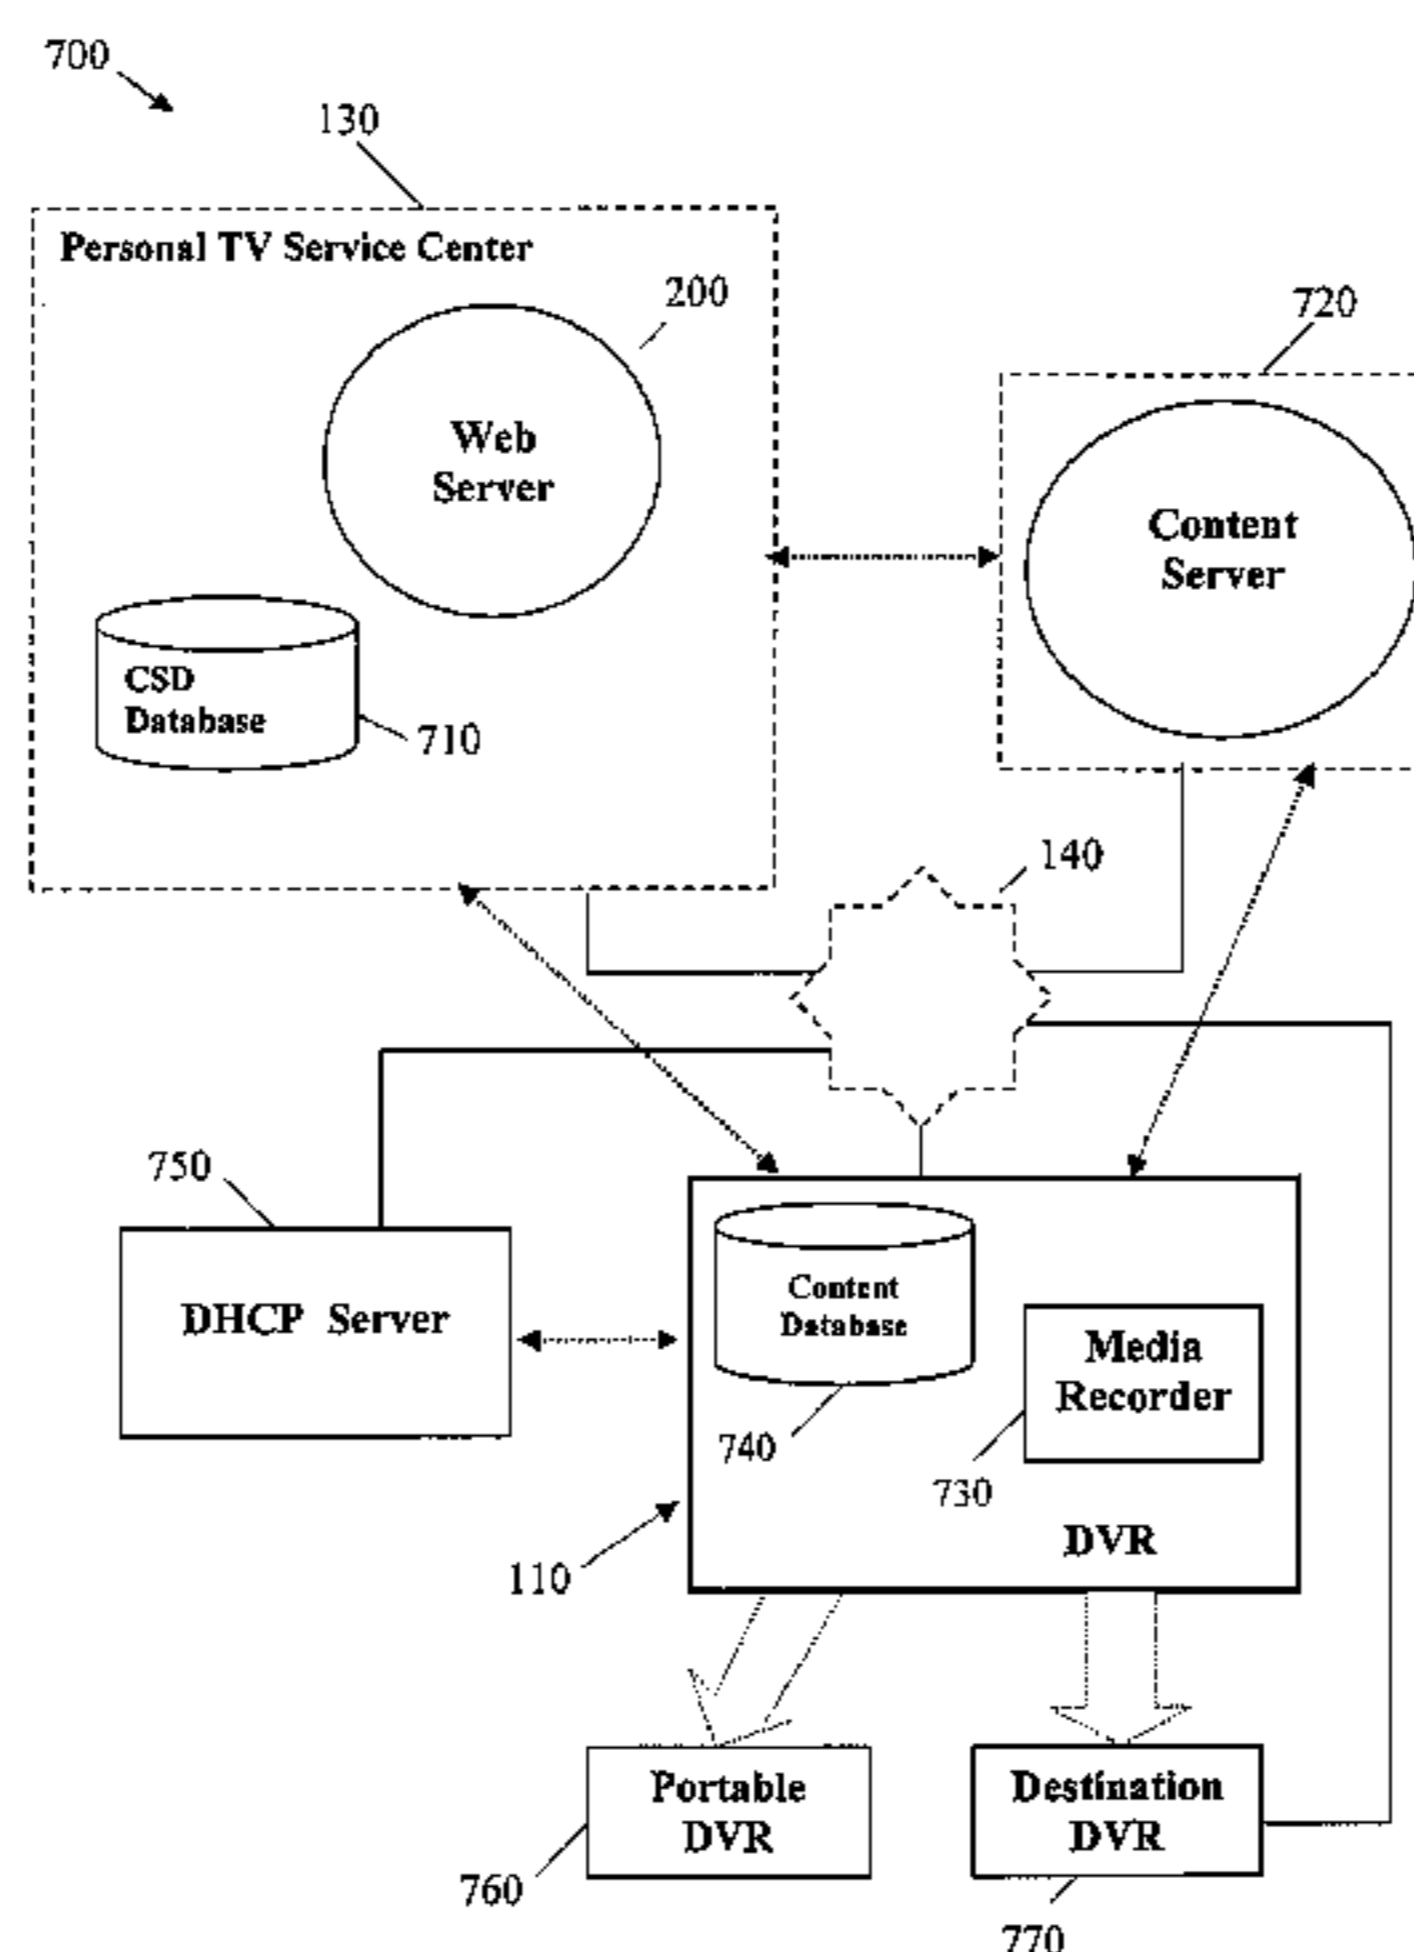 700
130
Personal TV Service Center
200
720
Web
Server
Content
Server
CSD
Database
710
140
750
DHCP Server
Content
Database
Media
Recorder
740
730
DVR
110
Portable
DVR
Destination
DVR
760
770